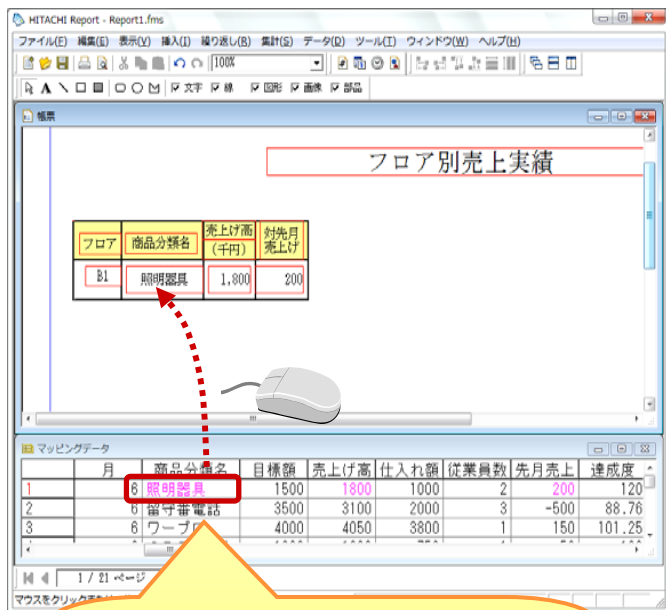 HITACHI Report - Report1.fms
ファイル(F) 編集(E) 表示(V) 挿入(I) 繰り返し(R) 集計(S) データ(D) ツール(T) ウィンドウ(W) ヘルプ(H)
100%
文字 線 図形 画像 部品
帳票
フロア別売上実績
フロア 商品分類名 売上げ高 (千円) 対先月 売上げ
B1 照明器具 1,800 200
マッピングデータ
月 商品分類名 目標額 売上げ高 仕入れ額 従業員数 先月売上 達成度
1 6 照明器具 1500 1800 1000 2 200 120
2 6 留守番電話 3500 3100 2000 3 -500 88.76
3 6 ワープロ 4000 4050 3800 1 150 101.25
1 / 21 ページ
マウスをクリック